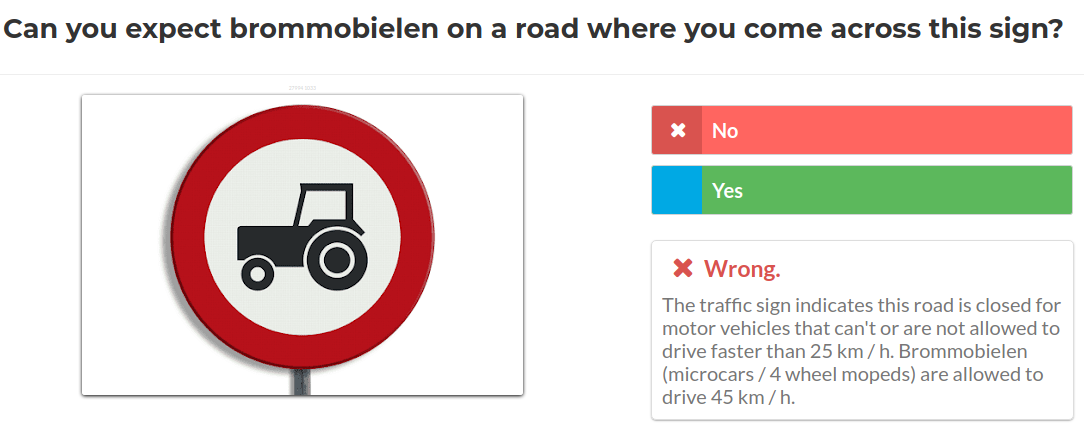 Can you expect brommobielen on a road where you come across this sign?
No
Yes
Wrong.
The traffic sign indicates this road is closed for
motor vehicles that can't or are not allowed to
drive faster than 25 km / h. Brommobielen
(microcars / 4 wheel mopeds) are allowed to
drive 45 km / h.